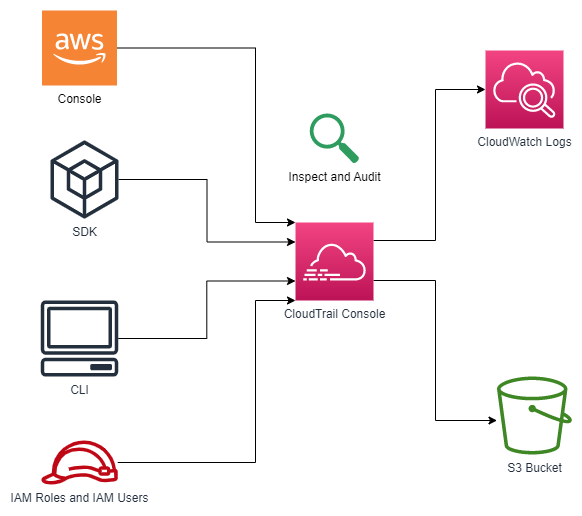 aws
Console
Inspect and Audit
CloudWatch Logs
SDK
CloudTrail Console
CLI
S3 Bucket
IAM Roles and IAM Users